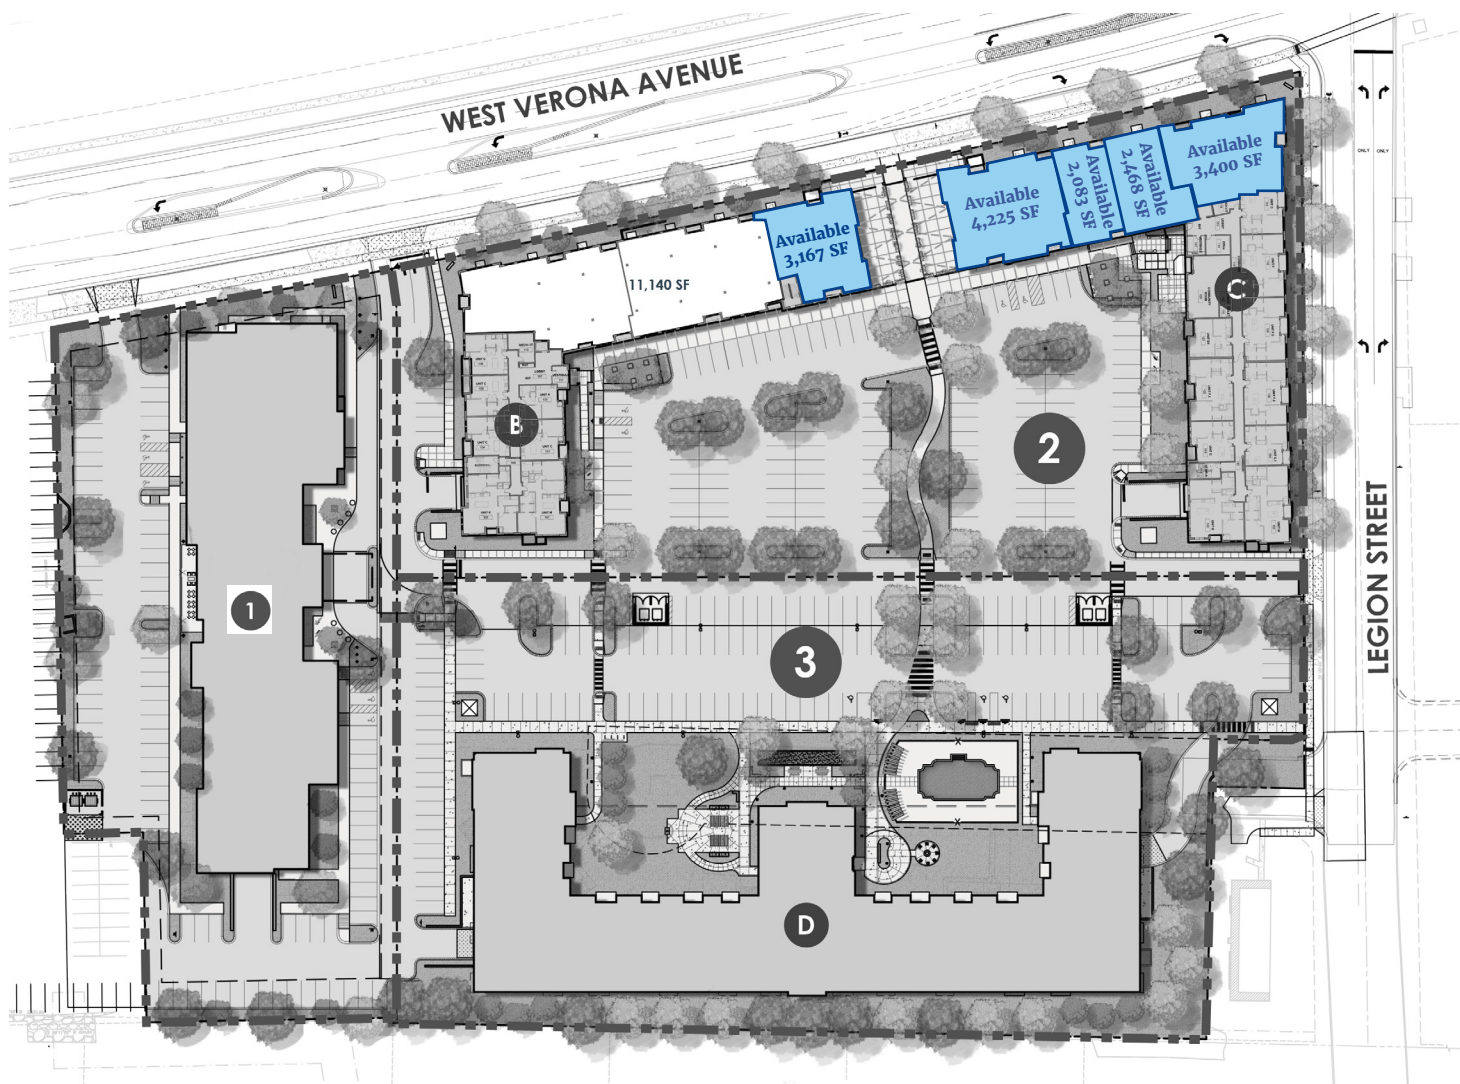 WEST VERONA AVENUE
ONLY
ONLY
Available
3,400 SF
Available
2,468 SF
Available
2,083 SF
Available
4,225 SF
Available
3,167 SF
11,140 SF
C
B
2
LEGION STREET
1
3
D